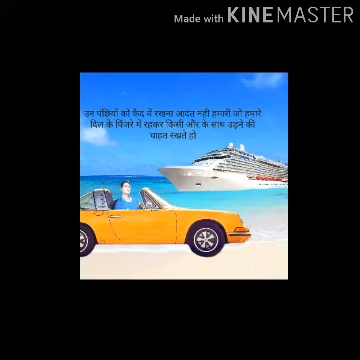 Made with KINEMASTER
उन पंछियों को कैद में रखना आदत नही हमारी जो हमारे
दिल के पिंजरे में रहकर किसी और के साथ उड़ने की
चाहत रखते हो